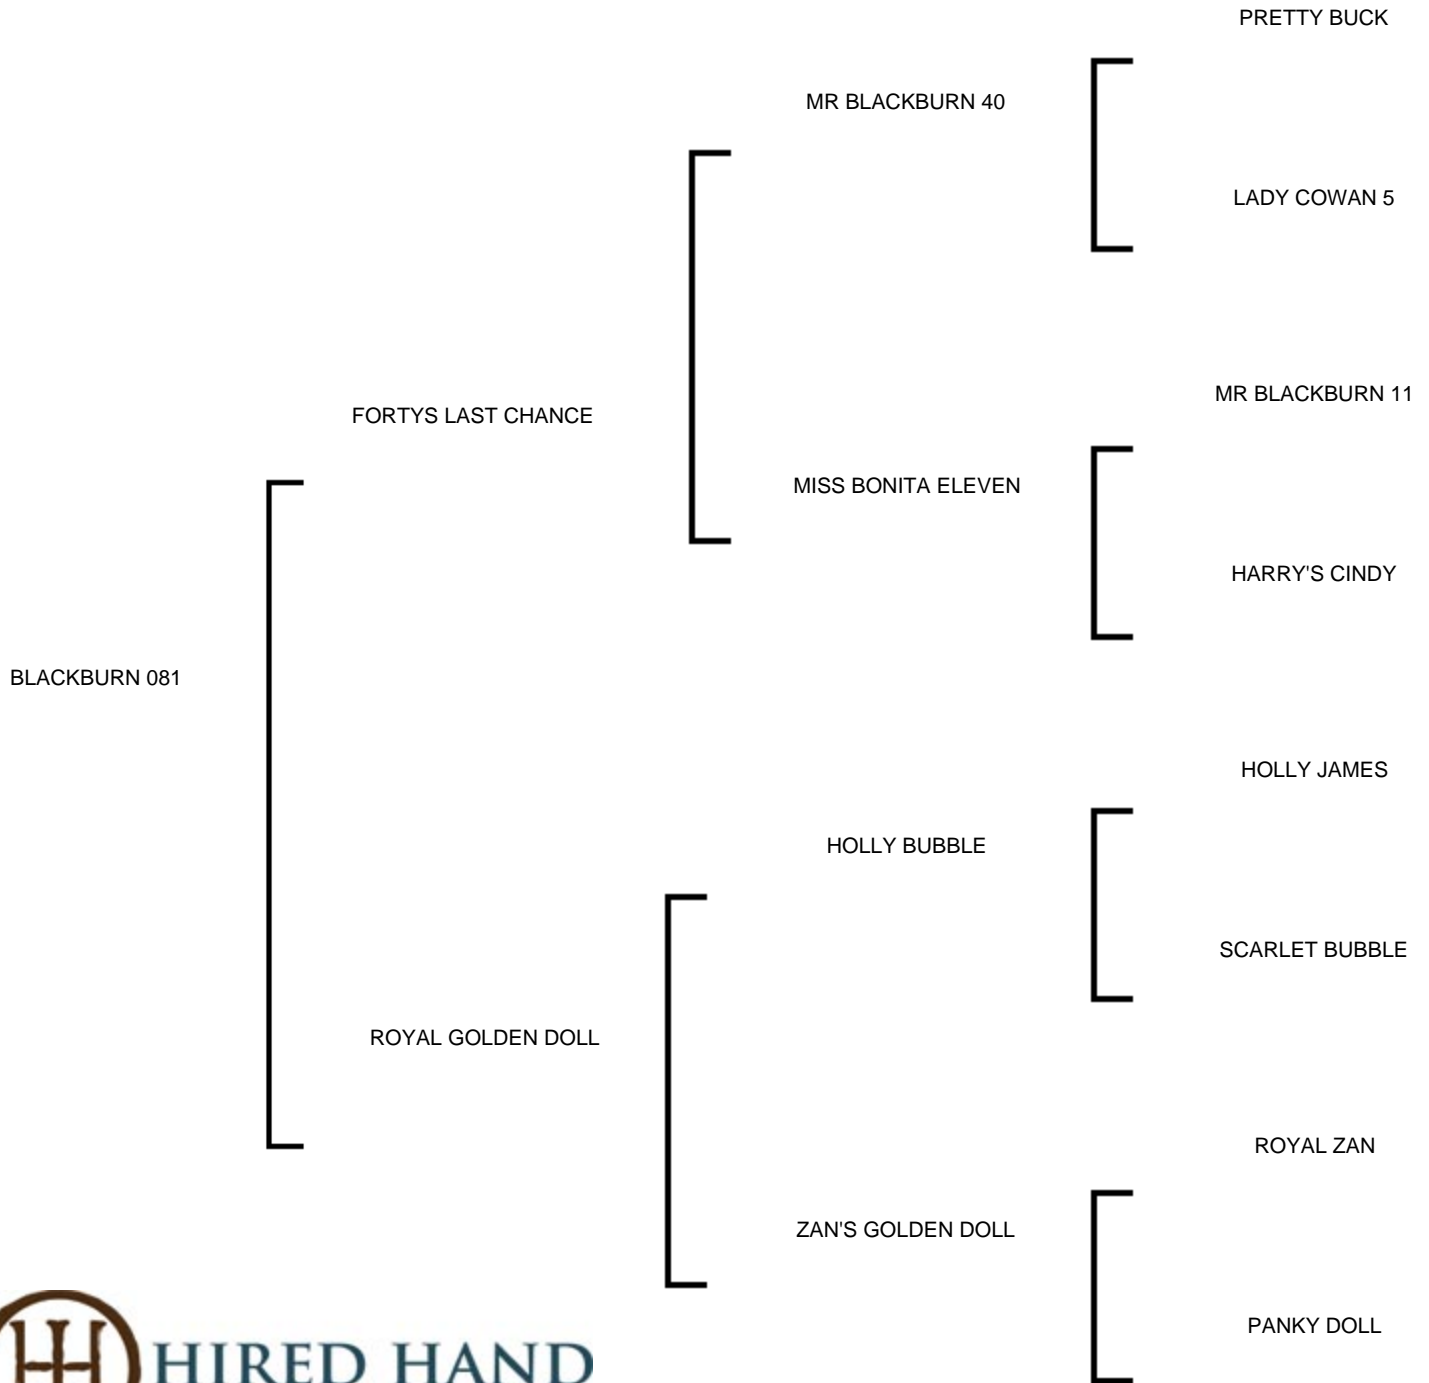 PRETTY BUCK
MR BLACKBURN 40
LADY COWAN 5
MR BLACKBURN 11
FORTYS LAST CHANCE
MISS BONITA ELEVEN
HARRY'S CINDY
BLACKBURN 081
HOLLY JAMES
HOLLY BUBBLE
SCARLET BUBBLE
ROYAL GOLDEN DOLL
ROYAL ZAN
ZAN'S GOLDEN DOLL
PANKY DOLL
HH HIRED HAND